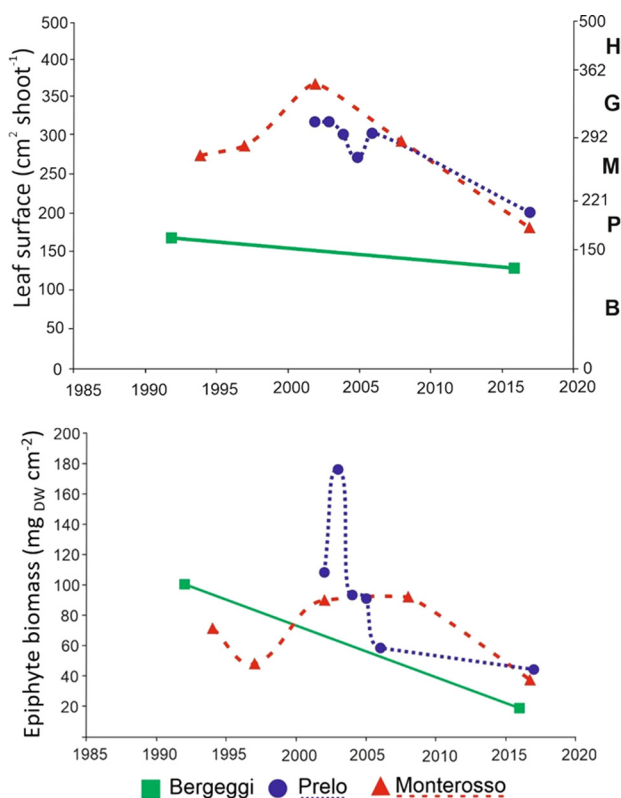 Leaf surface (cm² shoot⁻¹)
500
400
350
300
250
200
150
100
50
0
500
362
292
221
150
0
H
G
M
P
B
1985 1990 1995 2000 2005 2010 2015 2020
Epiphyte biomass (mg DW cm⁻²)
200
180
160
140
120
100
80
60
40
20
1985 1990 1995 2000 2005 2010 2015 2020
Bergeggi Prelo Monterosso